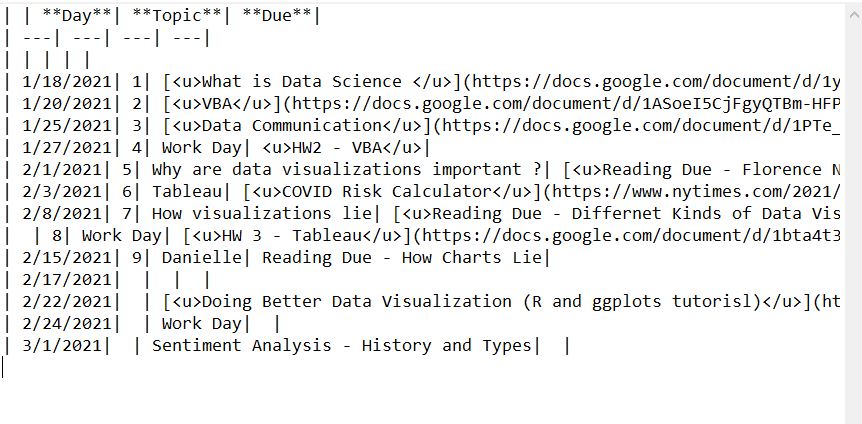 | | **Day**| **Topic**| **Due**|
| ---| ---| ---| ---|
| | | | |
| 1/18/2021| 1| [<u>What is Data Science </u>](https://docs.google.com/document/d/1y
| 1/20/2021| 2| [<u>VBA</u>](https://docs.google.com/document/d/1ASoeI5CjFgyQTBm-HFP
| 1/25/2021| 3| [<u>Data Communication</u>](https://docs.google.com/document/d/1PTe_
| 1/27/2021| 4| Work Day| <u>HW2 - VBA</u>|
| 2/1/2021| 5| Why are data visualizations important ?| [<u>Reading Due - Florence N
| 2/3/2021| 6| Tableau| [<u>COVID Risk Calculator</u>](https://www.nytimes.com/2021/
| 2/8/2021| 7| How visualizations lie| [<u>Reading Due - Differnet Kinds of Data Vis
|  | 8| Work Day| [<u>HW 3 - Tableau</u>](https://docs.google.com/document/d/1bta4t3
| 2/15/2021| 9| Danielle| Reading Due - How Charts Lie|
| 2/17/2021|  |  |  |
| 2/22/2021|  | [<u>Doing Better Data Visualization (R and ggplots tutorisl)</u>](ht
| 2/24/2021|  | Work Day|  |
| 3/1/2021|  | Sentiment Analysis - History and Types|  |